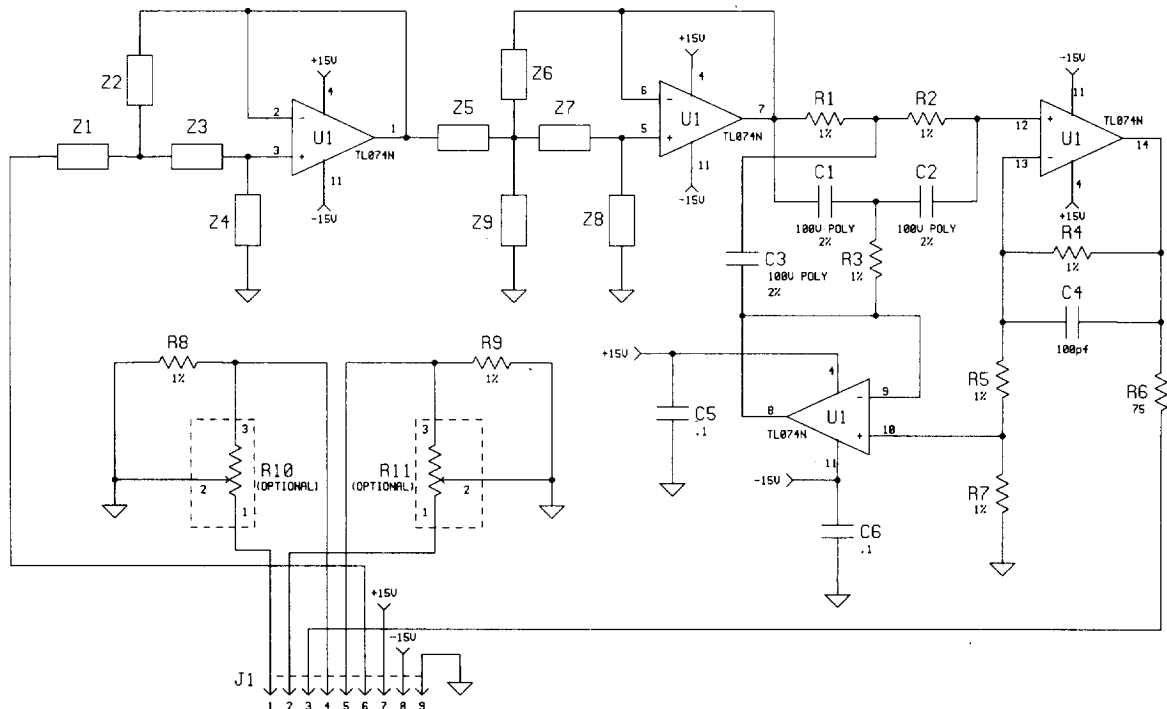 Z1
Z2
Z3
Z4
+15V
4
2
-
U1
1
3
+
TL074N
11
-15V
Z5
Z6
Z7
Z8
Z9
+15V
4
6
-
U1
7
5
+
TL074N
11
-15V
R1
1%
R2
1%
C1
100V POLY
2%
C2
100V POLY
2%
C3
100V POLY
2%
R3
1%
-15V
11
12
+
U1
TL074N
14
13
-
4
+15V
R4
1%
C4
100pf
R5
1%
R6
75
R7
1%
+15V
4
-
9
8
U1
TL074N
+
10
11
-15V
C5
.1
C6
.1
R8
1%
R9
1%
3
R10
(OPTIONAL)
2
1
3
R11
(OPTIONAL)
2
1
+15V
-15V
J1
1 2 3 4 5 6 7 8 9